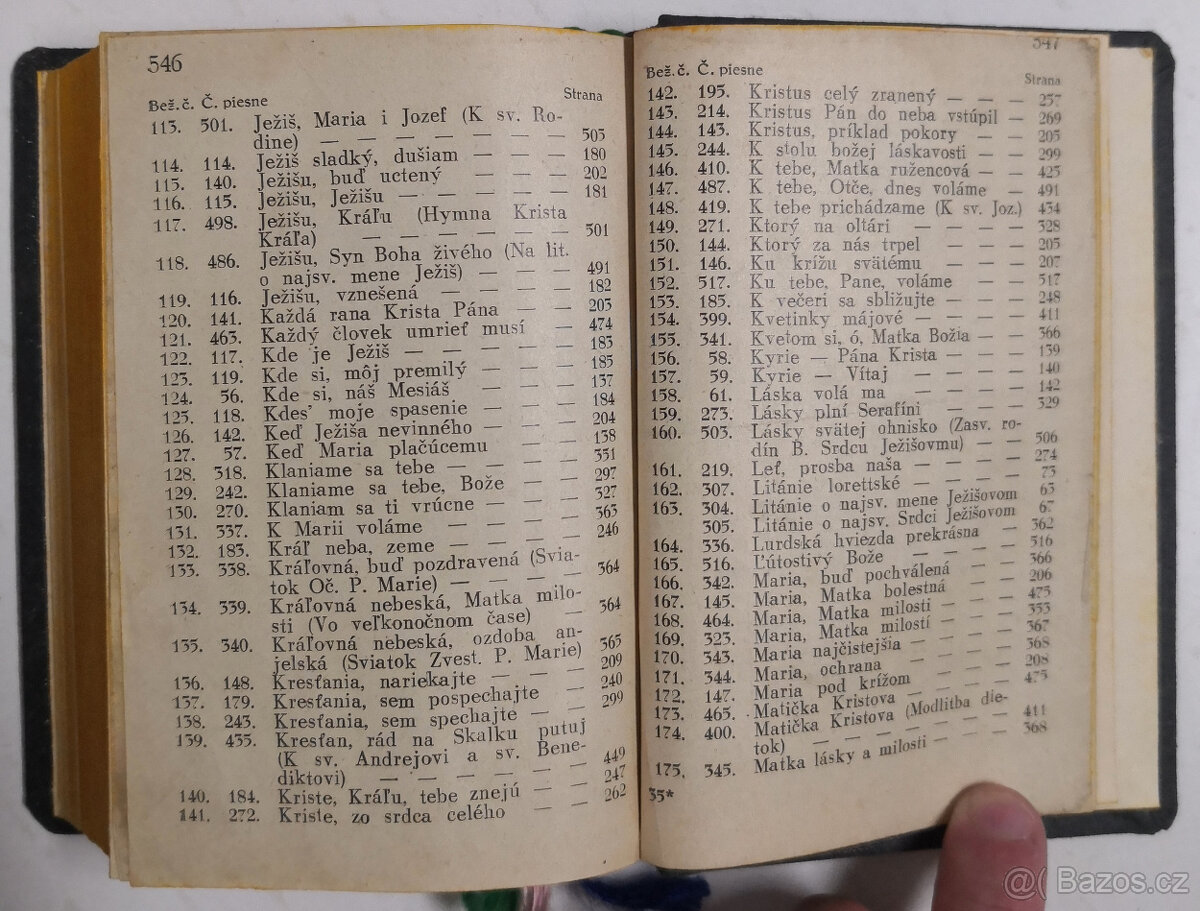 546
Bež. č. Č. piesne Strana
113. 501. Ježiš, Maria i Jozef (K sv. Ro-
dine) — — — — — — — 503
114. 114. Ježiš sladký, dušiam — — — 180
115. 140. Ježišu, buď uctený — — — 202
116. 115. Ježišu, Ježišu — — — — 181
117. 498. Ježišu, Kráľu (Hymna Krista
Kráľa) — — — — — — 501
118. 486. Ježišu, Syn Boha živého (Na lit.
o najsv. mene Ježiš) — — — 491
119. 116. Ježišu, vznešená — — — — 182
120. 141. Každá rana Krista Pána — — 203
121. 463. Každý človek umrieť musí — 474
122. 117. Kde je Ježiš — — — — — 183
123. 119. Kde si, môj premilý — — — 185
124. 56. Kde si, náš Mesiáš — — — 137
125. 118. Kdes' moje spasenie — — — 184
126. 142. Keď Ježiša nevinného — — — 204
127. 57. Keď Maria plačúcemu — — 138
128. 318. Klaniame sa tebe — — — — 351
129. 242. Klaniame sa tebe, Bože — — 297
130. 270. Klaniam sa ti vrúcne — — — 327
131. 337. K Marii voláme — — — — 363
132. 183. Kráľ neba, zeme — — — — 246
133. 338. Kráľovná, buď pozdravená (Svia-
tok Oč. P. Marie) — — — — 364
134. 339. Kráľovná nebeská, Matka milo-
sti (Vo veľkonočnom čase) — 364
135. 340. Kráľovná nebeská, ozdoba an-
jelská (Sviatok Zvest. P. Marie) 365
136. 148. Kresťania, nariekajte — — — 209
137. 179. Kresťania, sem pospechajte — 240
138. 243. Kresťania, sem spechajte — — 299
139. 435. Kresťan, rád na Skalku putuj
(K sv. Andrejovi a sv. Bene-
diktovi) — — — — — — 449
140. 184. Kriste, Kráľu, tebe znejú — — 247
141. 272. Kriste, zo srdca celého — — 262
547
Bež. č. Č. piesne Strana
142. 195. Kristus celý zranený — — — 257
143. 214. Kristus Pán do neba vstúpil — 269
144. 143. Kristus, príklad pokory — — 205
145. 244. K stolu božej láskavosti — — 299
146. 410. K tebe, Matka ružencová — — 425
147. 487. K tebe, Otče, dnes voláme — 491
148. 419. K tebe prichádzame (K sv. Joz.) 434
149. 271. Ktorý na oltári — — — — 328
150. 144. Ktorý za nás trpel — — — 205
151. 146. Ku krížu svätému — — — 207
152. 517. Ku tebe, Pane, voláme — — 517
153. 185. K večeri sa sbližujte — — — 248
154. 399. Kvetinky májové — — — — 411
155. 341. Kvetom si, ó, Matka Božia — — 366
156. 58. Kyrie — Pána Krista — — — 139
157. 59. Kyrie — Vítaj — — — — 140
158. 61. Láska volá ma — — — — 142
159. 273. Lásky plní Serafíni — — — 329
160. 503. Lásky svätej ohnisko (Zasv. ro-
dín B. Srdcu Ježišovmu) — — 506
161. 219. Leť, prosba naša — — — — 274
162. 307. Litánie lorettské — — — — 73
163. 304. Litánie o najsv. mene Ježišovom 63
305. Litánie o najsv. Srdci Ježišovom 67
164. 336. Lurdská hviezda prekrásna — 362
165. 516. Ľútostivý Bože — — — — 516
166. 342. Maria, buď pochválená — — 366
167. 145. Maria, Matka bolestná — — 206
168. 464. Maria, Matka milosti — — — 475
169. 323. Maria, Matka milostí — — — 353
170. 343. Maria najčistejšia — — — — 367
171. 344. Maria, ochrana — — — — 368
172. 147. Maria pod krížom — — — — 208
173. 465. Matička Kristova — — — — 475
174. 400. Matička Kristova (Modlitba die-
tok) — — — — — — — 411
175. 345. Matka lásky a milosti — — — 368
35*
@( Bazos.cz